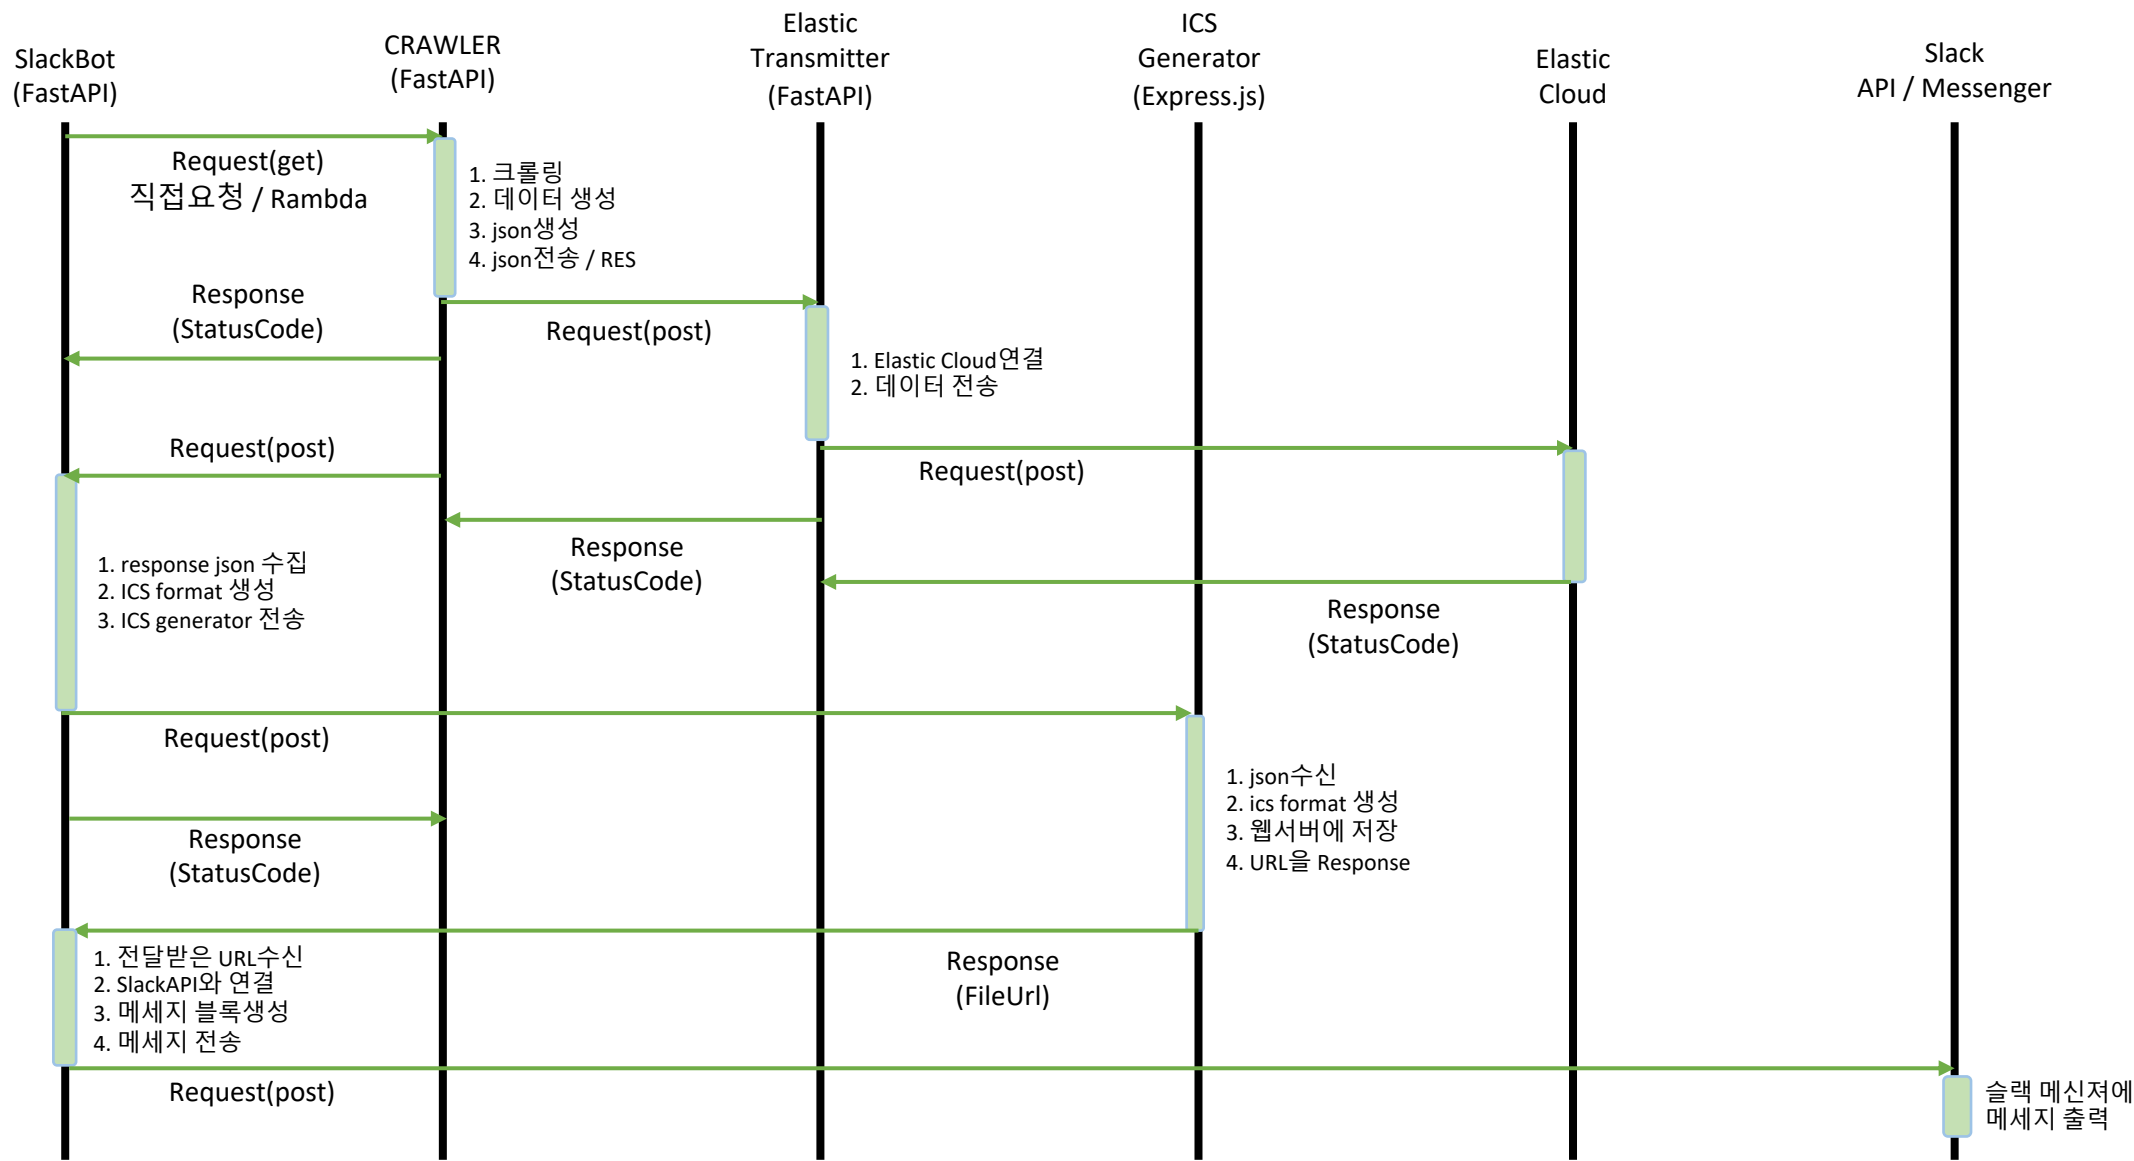 SlackBot
(FastAPI)
CRAWLER
(FastAPI)
Elastic
Transmitter
(FastAPI)
ICS
Generator
(Express.js)
Elastic
Cloud
Slack
API / Messenger
Request(get)
직접요청 / Rambda
1. 크롤링
2. 데이터 생성
3. json생성
4. json전송 / RES
Response
(StatusCode)
Request(post)
1. Elastic Cloud연결
2. 데이터 전송
Request(post)
Request(post)
1. response json 수집
2. ICS format 생성
3. ICS generator 전송
Response
(StatusCode)
Response
(StatusCode)
Request(post)
1. json수신
2. ics format 생성
3. 웹서버에 저장
4. URL을 Response
Response
(StatusCode)
1. 전달받은 URL수신
2. SlackAPI와 연결
3. 메세지 블록생성
4. 메세지 전송
Response
(FileUrl)
Request(post)
슬랙 메신져에
메세지 출력